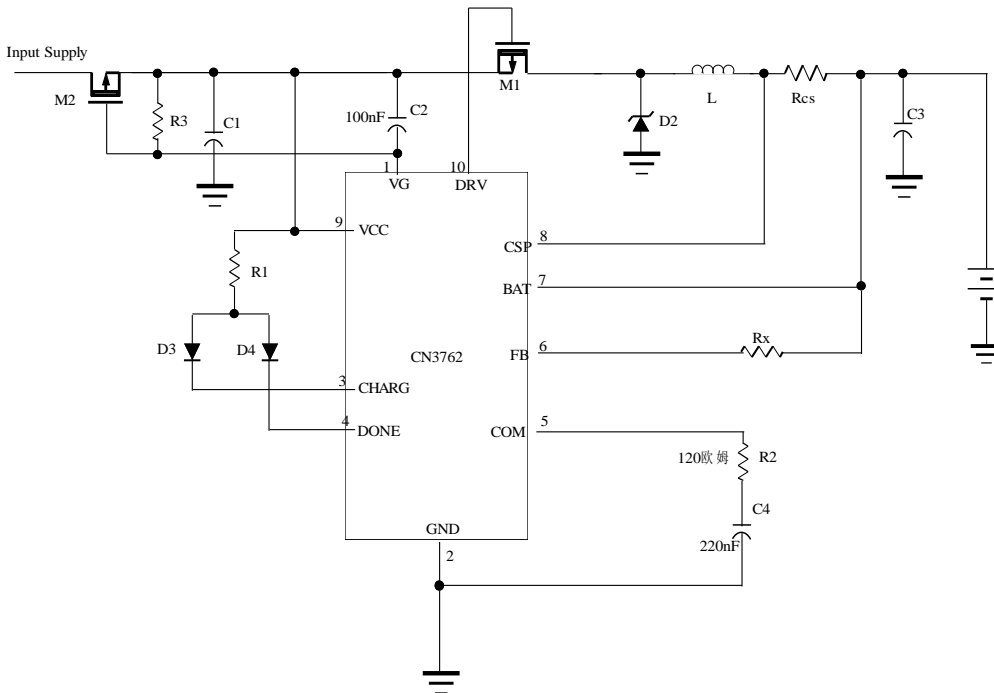 Input Supply
M2
R3
C1
100nF
C2
M1
D2
L
Rcs
C3
1
VG
10
DRV
9
VCC
R1
CSP
8
BAT
7
D3
D4
CN3762
FB
6
Rx
3
CHARG
4
DONE
COM
5
120欧姆
R2
C4
220nF
GND
2